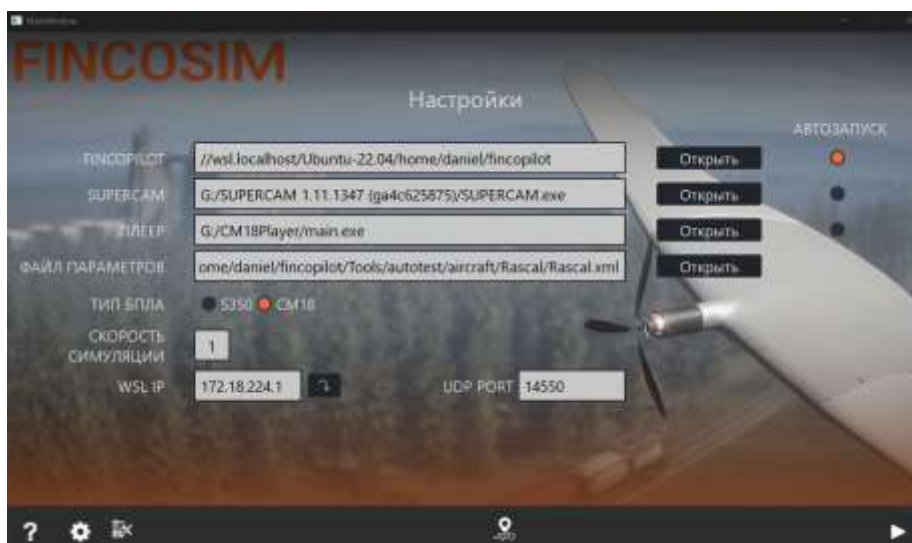 MainWindow
FINCOSIM
Настройки
АВТОЗАПУСК
FINCOPILOT //wsl.localhost/Ubuntu-22.04/home/daniel/fincopilot Открыть
SUPERCAM G:/SUPERCAM 1.11.1347 (ga4c625875)/SUPERCAM.exe Открыть
ПЛЕЕР G:/CM18Player/main.exe Открыть
ФАЙЛ ПАРАМЕТРОВ ome/daniel/fincopilot/Tools/autotest/aircraft/Rascal/Rascal.xml Открыть
ТИП БПЛА S350 CM18
СКОРОСТЬ
СИМУЛЯЦИИ 1
WSL IP 172.18.224.1 UDP PORT 14550
?